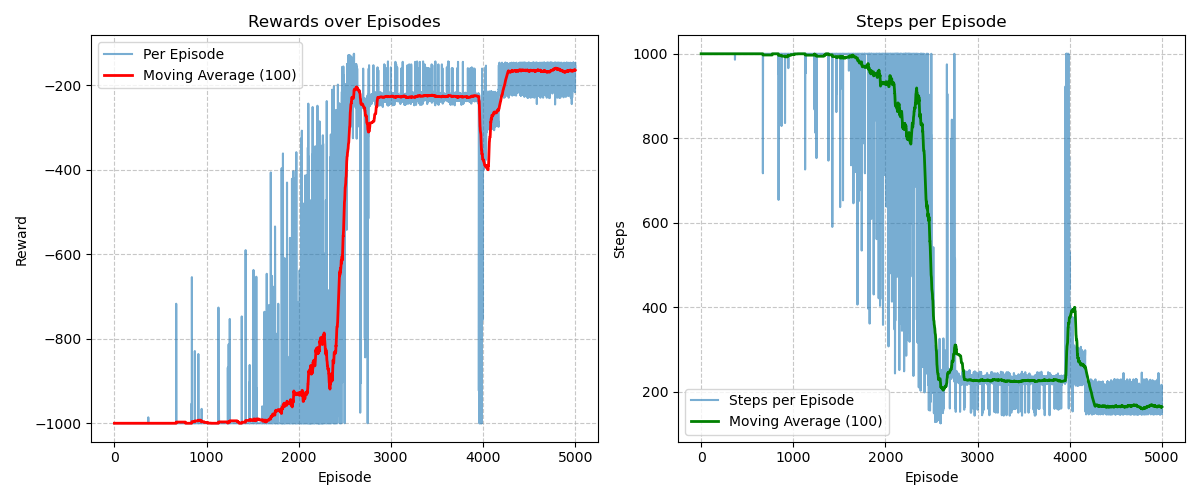 Rewards over Episodes
Per Episode
Moving Average (100)
Reward
−200
−400
−600
−800
−1000
0
1000
2000
3000
4000
5000
Episode
Steps per Episode
Steps
1000
800
600
400
200
Steps per Episode
Moving Average (100)
0
1000
2000
3000
4000
5000
Episode